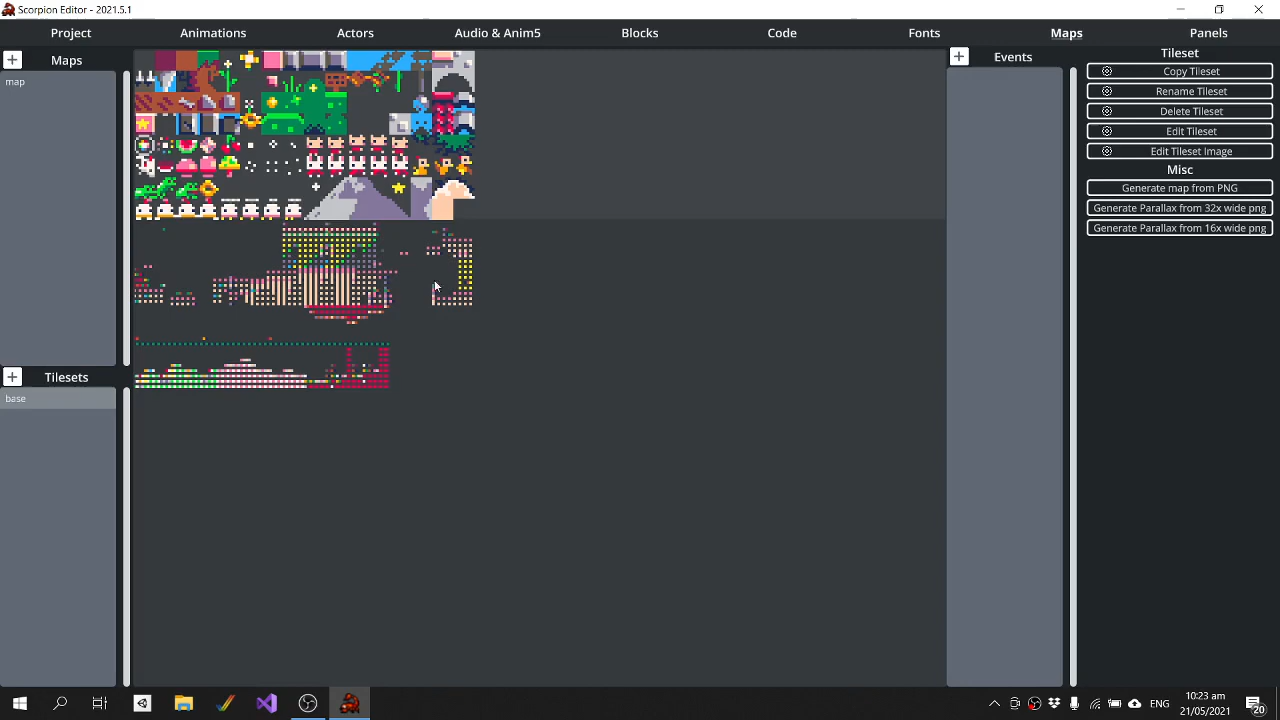 Scorpion Editor - 2021.5.1
Project
Animations
Actors
Audio & Anim5
Blocks
Code
Fonts
Maps
Panels
+
Maps
map
+
Tilesets
base
+
Events
Tileset
Copy Tileset
Rename Tileset
Delete Tileset
Edit Tileset
Edit Tileset Image
Misc
Generate map from PNG
Generate Parallax from 32x wide png
Generate Parallax from 16x wide png
ENG
10:23 am
21/05/2021
20